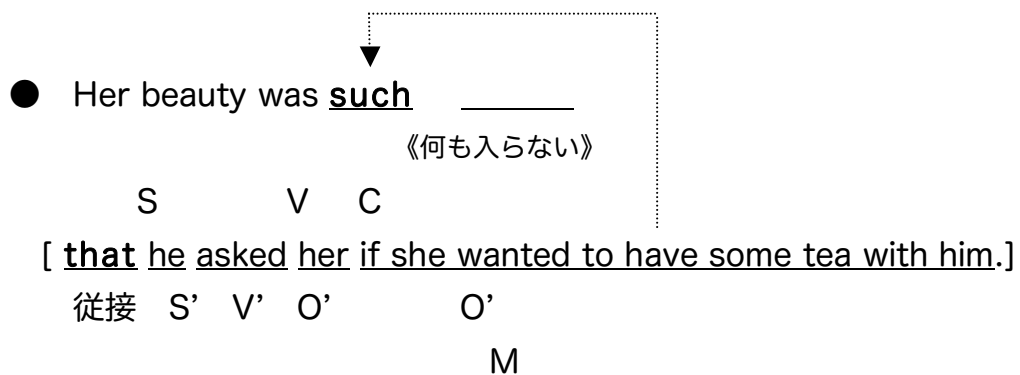 ● Her beauty was such ______
《何も入らない》
S V C
[ that he asked her if she wanted to have some tea with him.]
従接 S’ V’ O’ O’
M